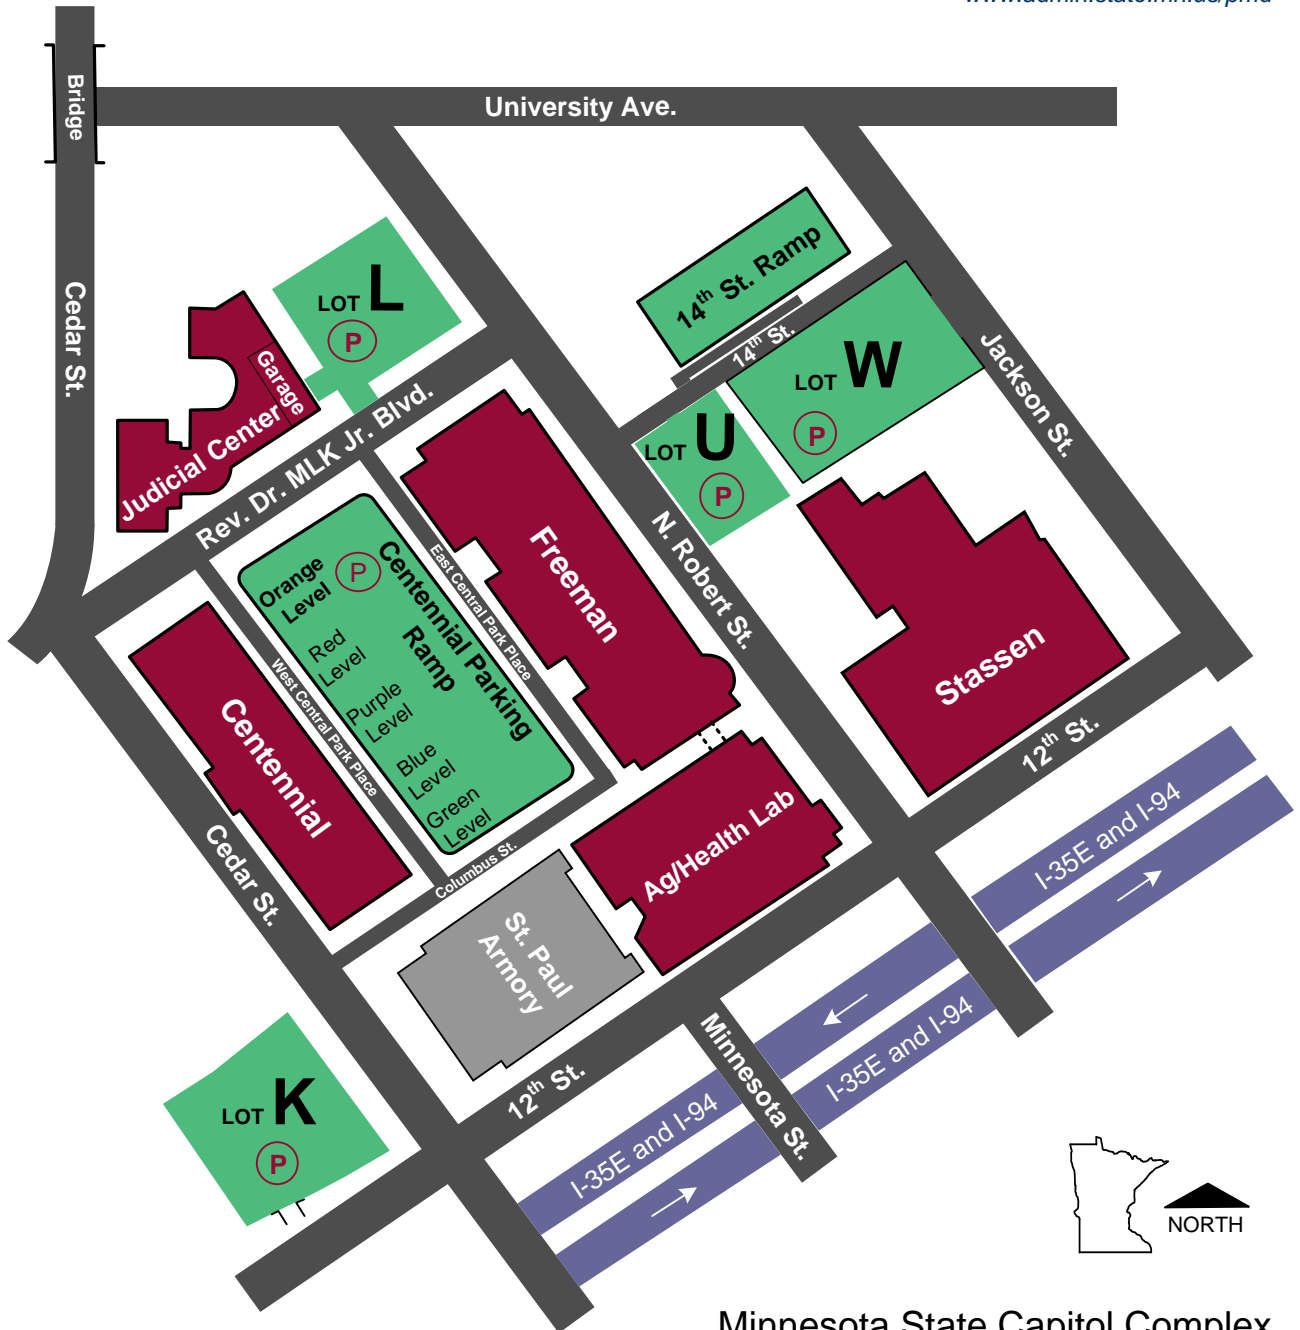 Bridge
University Ave.
Cedar St.
LOT L
P
14th St. Ramp
14th St.
LOT W
P
Jackson St.
Garage
Judicial Center
Rev. Dr. MLK Jr. Blvd.
LOT U
P
N. Robert St.
Freeman
East Central Park Place
Orange
Level
P
Centennial Parking
Ramp
Red
Level
Purple
Level
Blue
Level
Green
Level
West Central Park Place
Centennial
Stassen
12th St.
Cedar St.
Columbus St.
Ag/Health Lab
St. Paul
Armory
I-35E and I-94
I-35E and I-94
Minnesota St.
12th St.
I-35E and I-94
LOT K
P
NORTH
Minnesota State Capitol Complex